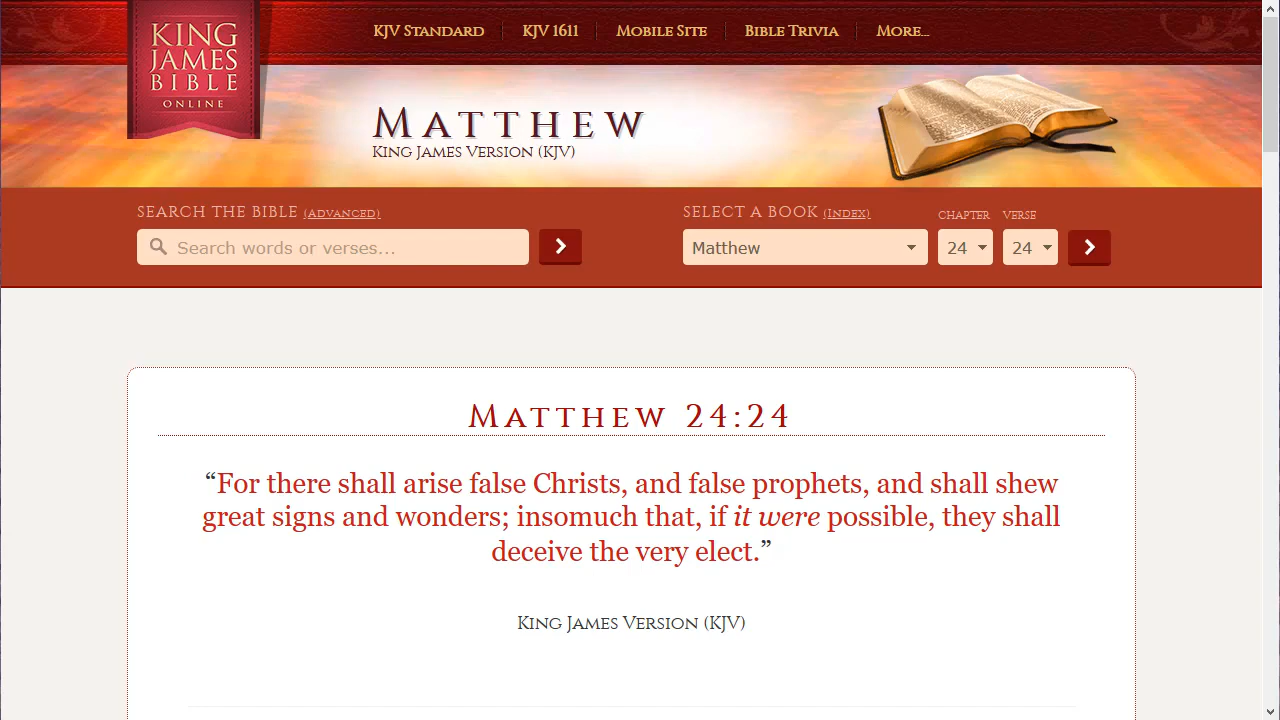 KING
JAMES
BIBLE
ONLINE
KJV Standard
KJV 1611
Mobile Site
Bible Trivia
More...
Matthew
King James Version (KJV)
Search the Bible (Advanced)
Search words or verses...
Select a Book (Index)
Chapter
Verse
Matthew
24
24
Matthew 24:24
“For there shall arise false Christs, and false prophets, and shall shew
great signs and wonders; insomuch that, if it were possible, they shall
deceive the very elect.”
King James Version (KJV)